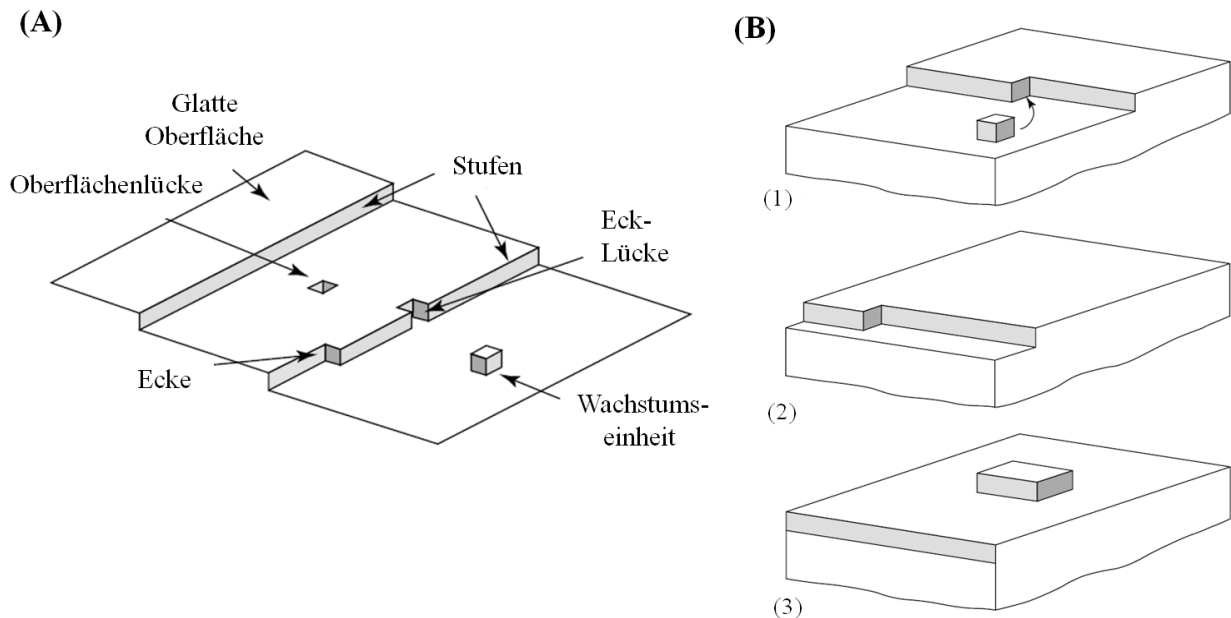 (A)
Glatte
Oberfläche
Oberflächenlücke
Stufen
Eck-
Lücke
Ecke
Wachstums-
einheit
(B)
(1)
(2)
(3)